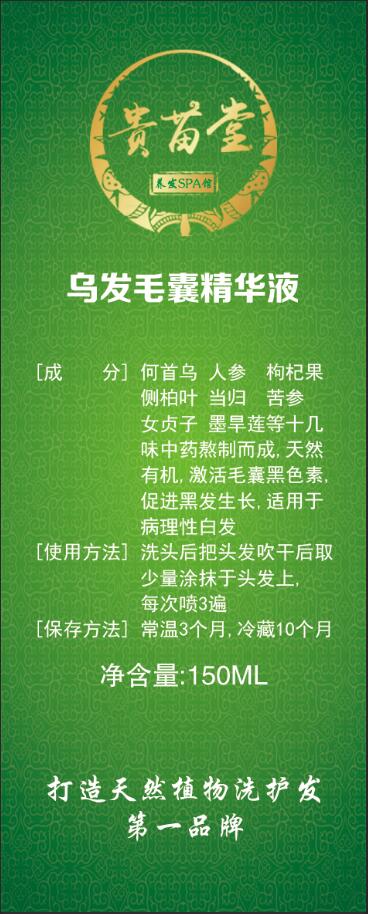 贵苗堂
养发SPA馆
乌发毛囊精华液
[成　分] 何首乌 人参 枸杞果
侧柏叶 当归 苦参
女贞子 墨旱莲等十几
味中药熬制而成,天然
有机,激活毛囊黑色素,
促进黑发生长,适用于
病理性白发
[使用方法] 洗头后把头发吹干后取
少量涂抹于头发上,
每次喷3遍
[保存方法] 常温3个月,冷藏10个月
净含量:150ML
打造天然植物洗护发
第一品牌